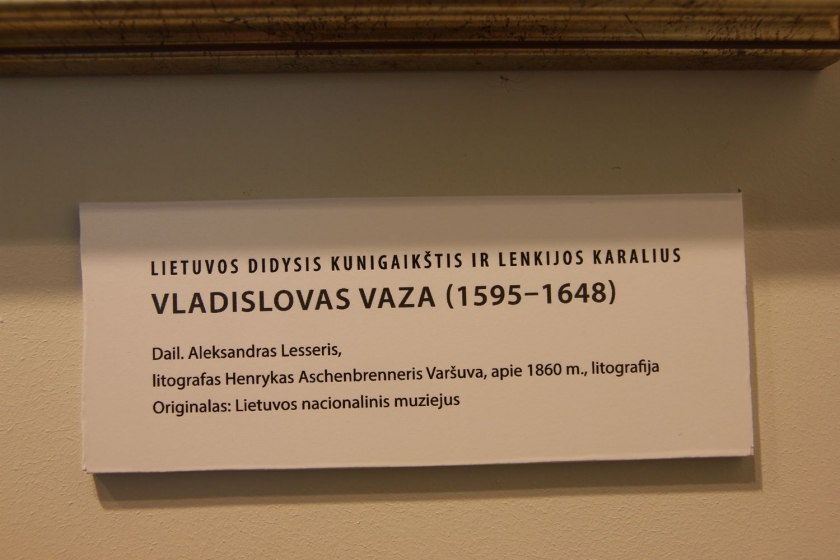 LIETUVOS DIDYSIS KUNIGAIKŠTIS IR LENKIJOS KARALIUS
VLADISLOVAS VAZA (1595–1648)
Dail. Aleksandras Lesseris,
litografas Henrykas Aschenbrenneris Varšuva, apie 1860 m., litografija
Originalas: Lietuvos nacionalinis muziejus